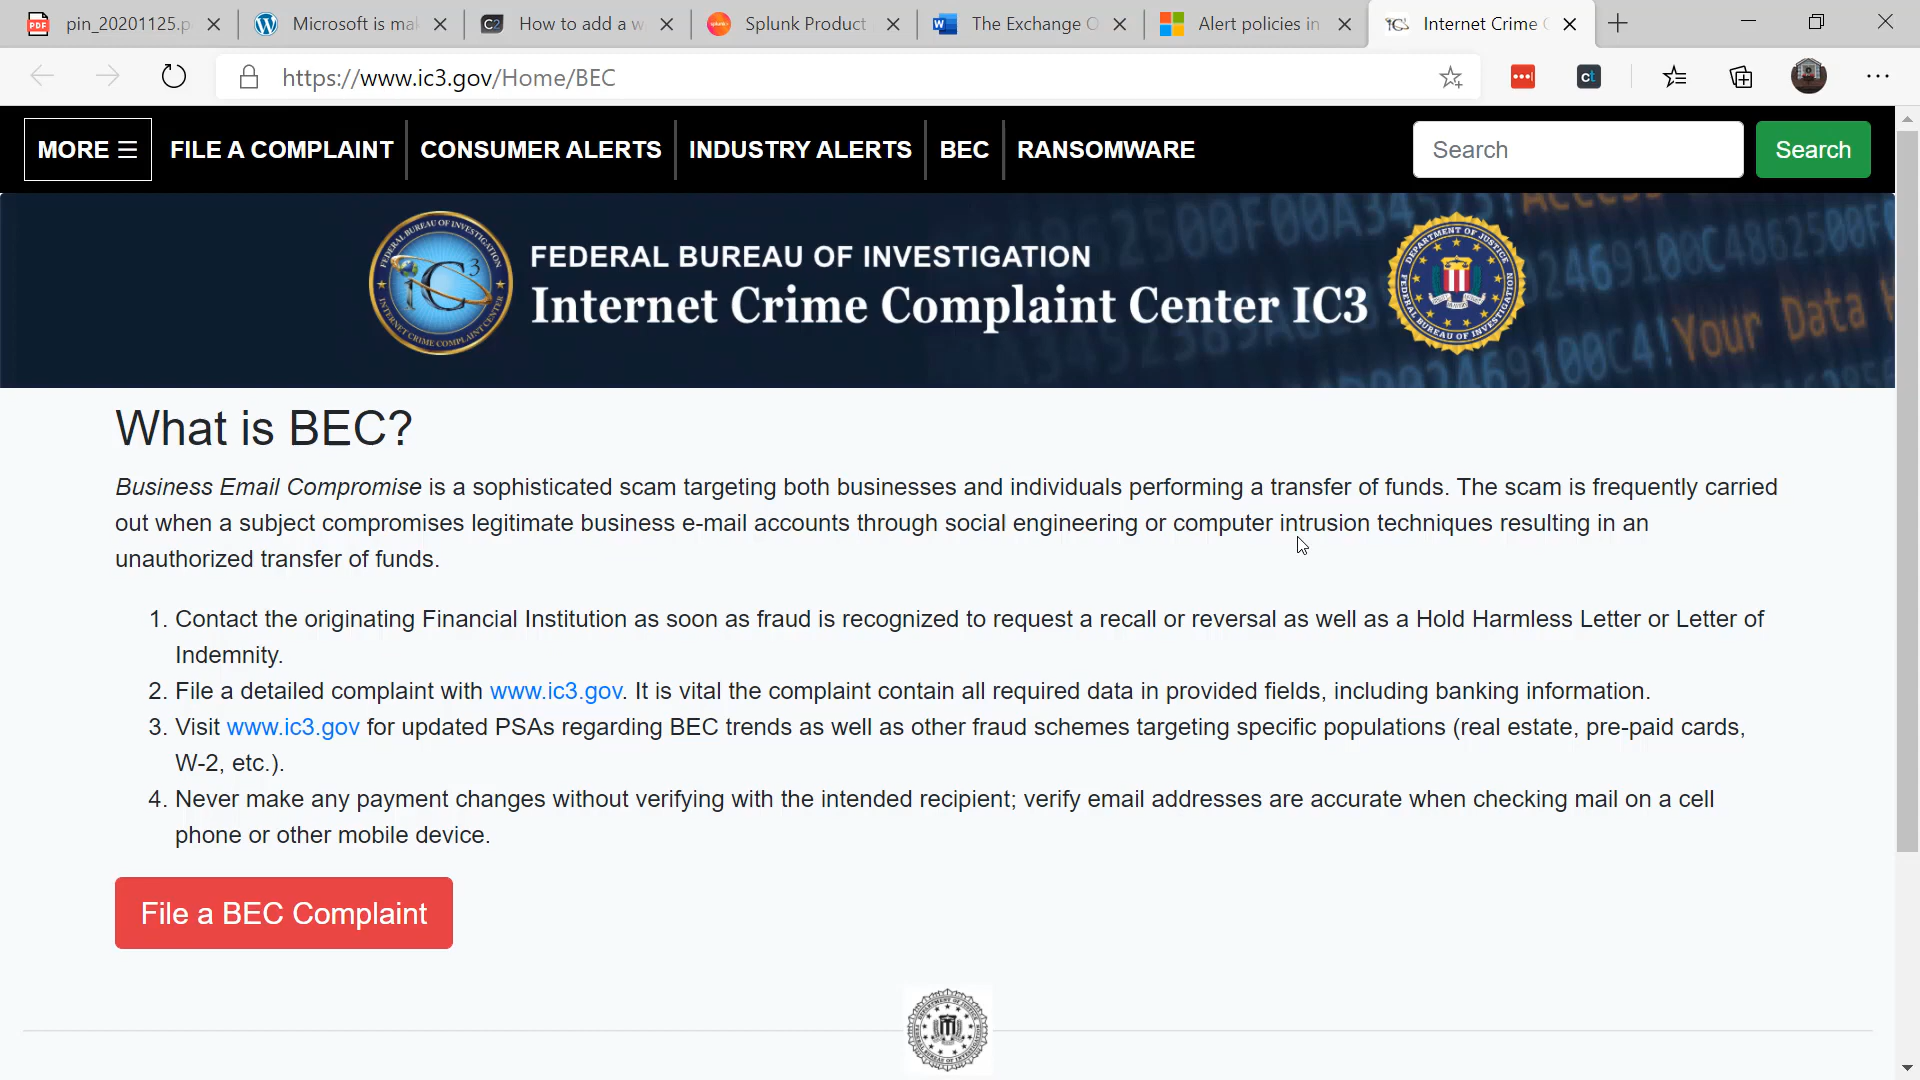 pin_20201125.p
Microsoft is mak
How to add a w
Splunk Product
The Exchange O
Alert policies in
Internet Crime C
https://www.ic3.gov/Home/BEC
MORE ☰ FILE A COMPLAINT CONSUMER ALERTS INDUSTRY ALERTS BEC RANSOMWARE Search Search
FEDERAL BUREAU OF INVESTIGATION
Internet Crime Complaint Center IC3
What is BEC?
Business Email Compromise is a sophisticated scam targeting both businesses and individuals performing a transfer of funds. The scam is frequently carried
out when a subject compromises legitimate business e-mail accounts through social engineering or computer intrusion techniques resulting in an
unauthorized transfer of funds.
1. Contact the originating Financial Institution as soon as fraud is recognized to request a recall or reversal as well as a Hold Harmless Letter or Letter of
Indemnity.
2. File a detailed complaint with www.ic3.gov. It is vital the complaint contain all required data in provided fields, including banking information.
3. Visit www.ic3.gov for updated PSAs regarding BEC trends as well as other fraud schemes targeting specific populations (real estate, pre-paid cards,
W-2, etc.).
4. Never make any payment changes without verifying with the intended recipient; verify email addresses are accurate when checking mail on a cell
phone or other mobile device.
File a BEC Complaint